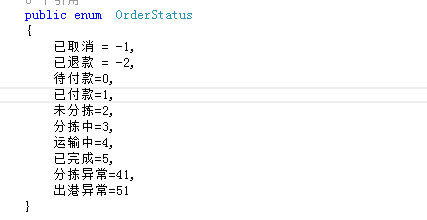 public enum OrderStatus
{
已取消 = -1,
已退款 = -2,
待付款=0,
已付款=1,
未分拣=2,
分拣中=3,
运输中=4,
已完成=5,
分拣异常=41,
出港异常=51
}